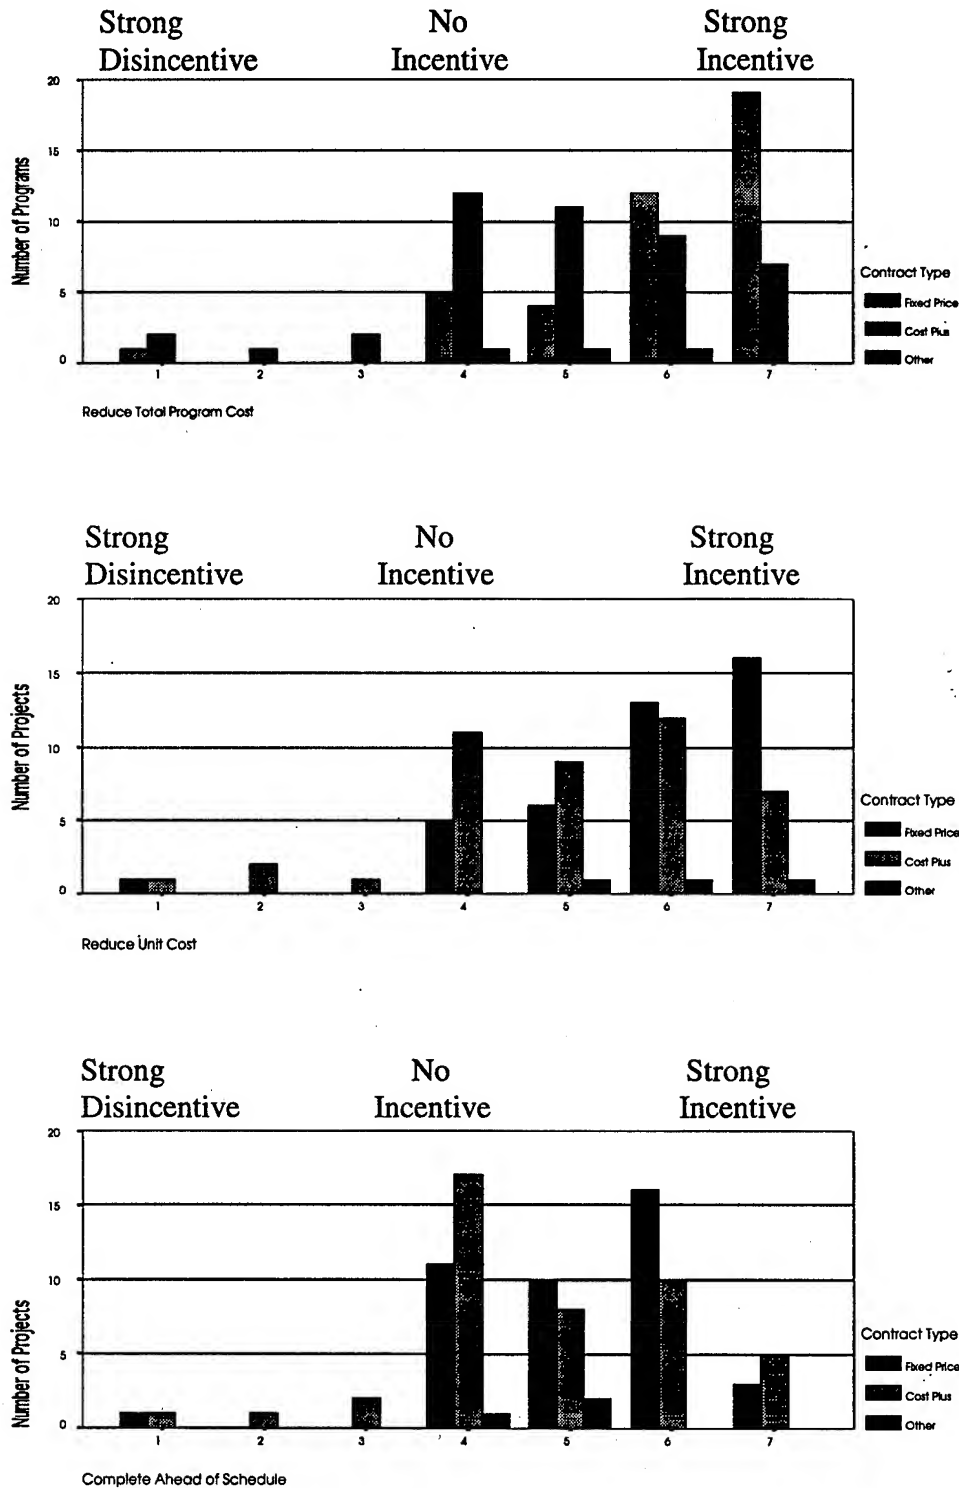 Strong
Disincentive
No
Incentive
Strong
Incentive
Number of Programs
20
15
10
5
0
1 2 3 4 5 6 7
Contract Type
Fixed Price
Cost Plus
Other
Reduce Total Program Cost
Strong
Disincentive
No
Incentive
Strong
Incentive
Number of Projects
20
15
10
5
0
1 2 3 4 5 6 7
Contract Type
Fixed Price
Cost Plus
Other
Reduce Unit Cost
Strong
Disincentive
No
Incentive
Strong
Incentive
Number of Projects
20
15
10
5
0
1 2 3 4 5 6 7
Contract Type
Fixed Price
Cost Plus
Other
Complete Ahead of Schedule